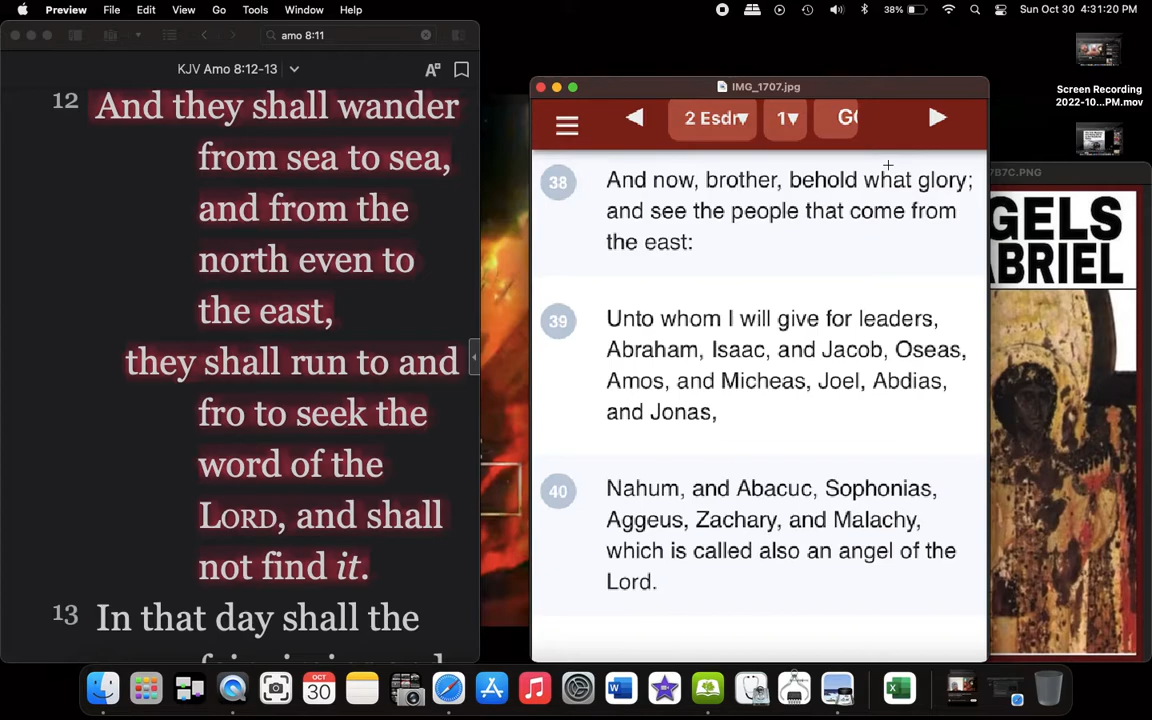 Preview File Edit View Go Tools Window Help
38% Sun Oct 30 4:31:20 PM
amo 8:11
KJV Amo 8:12-13
12 And they shall wander
from sea to sea,
and from the
north even to
the east,
they shall run to and
fro to seek the
word of the
LORD, and shall
not find it.
13 In that day shall the
IMG_1707.jpg
2 Esdr 1
38 And now, brother, behold what glory;
and see the people that come from
the east:
39 Unto whom I will give for leaders,
Abraham, Isaac, and Jacob, Oseas,
Amos, and Micheas, Joel, Abdias,
and Jonas,
40 Nahum, and Abacuc, Sophonias,
Aggeus, Zachary, and Malachy,
which is called also an angel of the
Lord.
Screen Recording
2022-10...PM.mov
7B7C.PNG
GELS
BRIEL
OCT
30